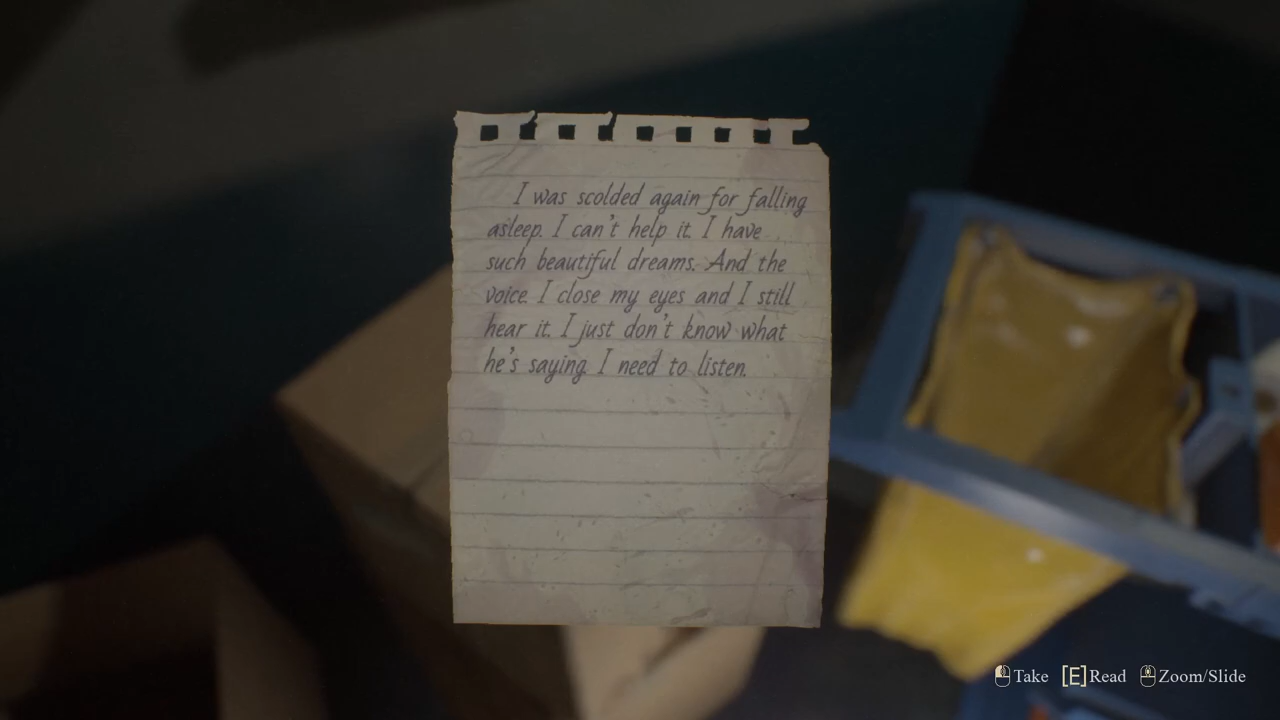 I was scolded again for falling
asleep. I can't help it. I have
such beautiful dreams. And the
voice. I close my eyes and I still
hear it. I just don't know what
he's saying. I need to listen.
Take [E]Read Zoom/Slide